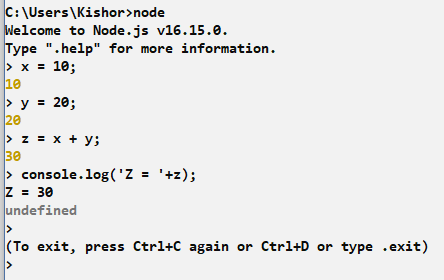 C:\Users\Kishor>node
Welcome to Node.js v16.15.0.
Type ".help" for more information.
> x = 10;
10
> y = 20;
20
> z = x + y;
30
> console.log('Z = '+z);
Z = 30
undefined
>
(To exit, press Ctrl+C again or Ctrl+D or type .exit)
>